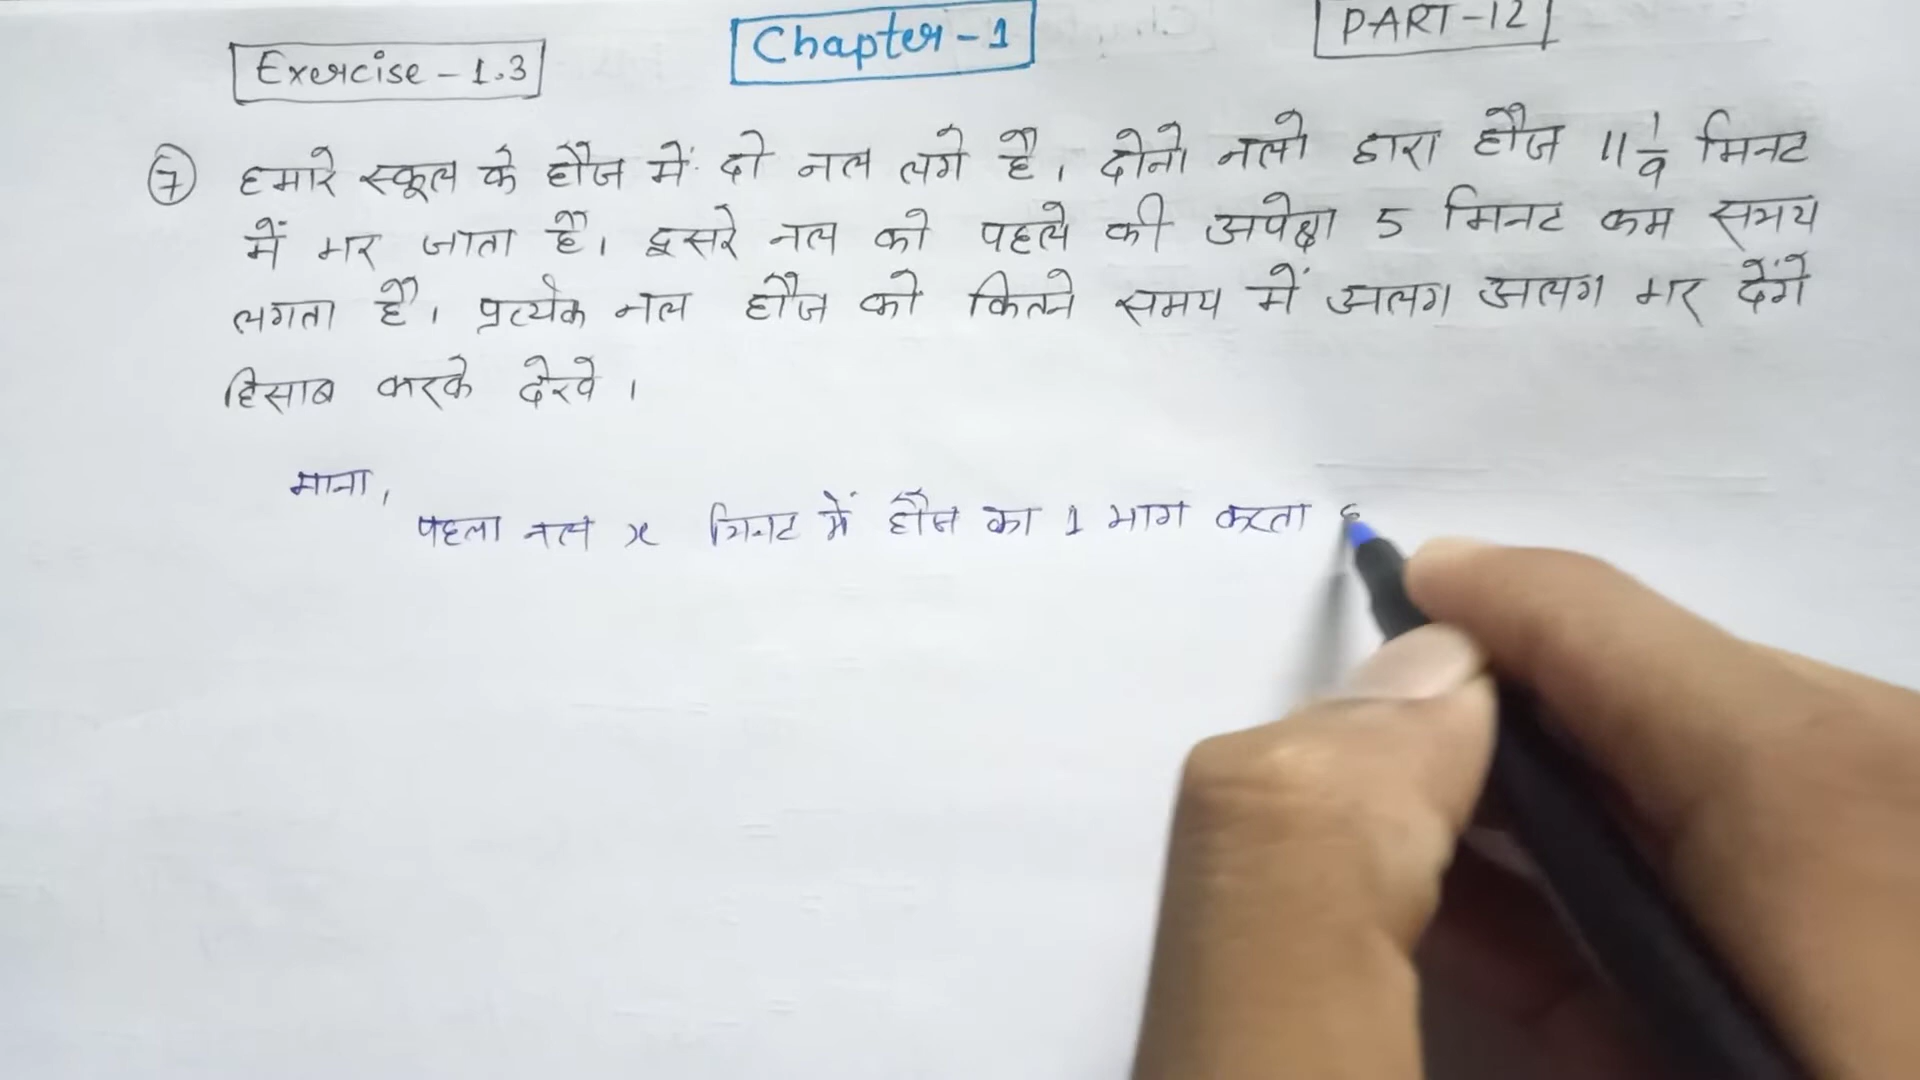 Exercise - 1.3
Chapter - 1
PART-12
⑦ हमारे स्कूल के हौज में दो नल लगे है। दोनो नलो द्वारा हौज 11 1/9 मिनट
में भर जाता है। दूसरे नल को पहले की अपेक्षा 5 मिनट कम समय
लगता है। प्रत्येक नल हौज को कितने समय में अलग अलग भर देंगे
हिसाब करके देखे।
माना,
पहला नल x मिनट में हौज का 1 भाग करता